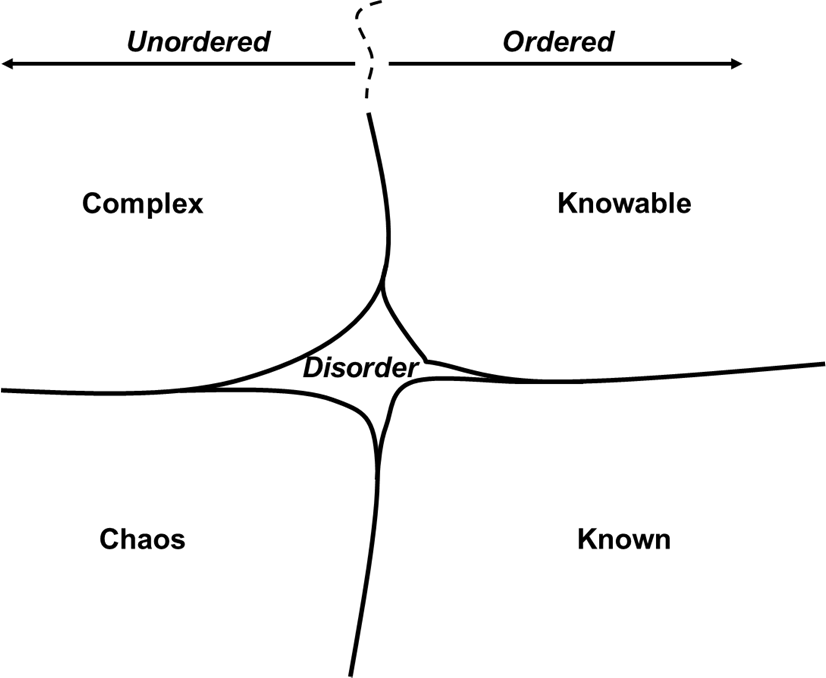 Unordered Ordered
Complex Knowable
Disorder
Chaos Known